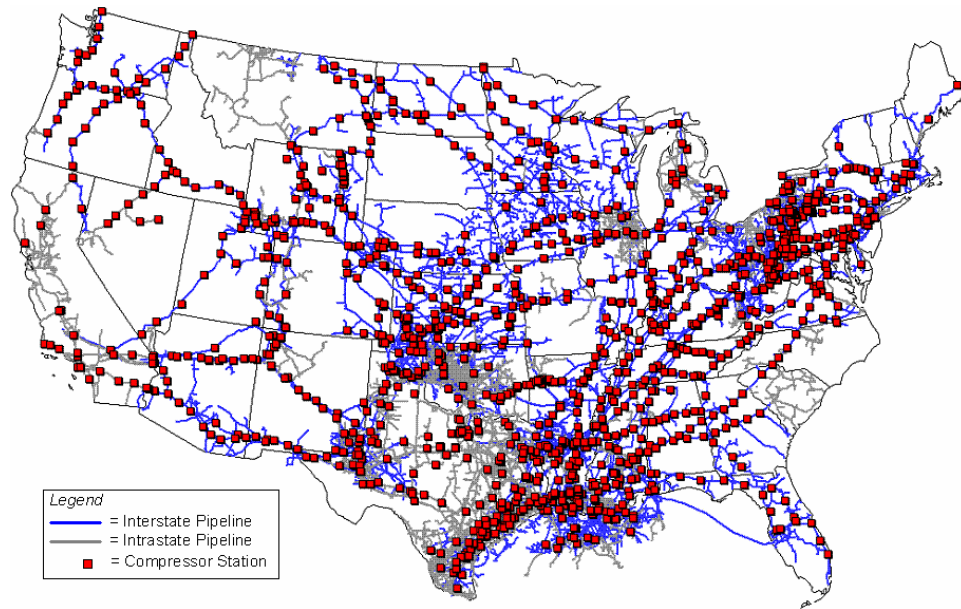 Legend
= Interstate Pipeline
= Intrastate Pipeline
= Compressor Station